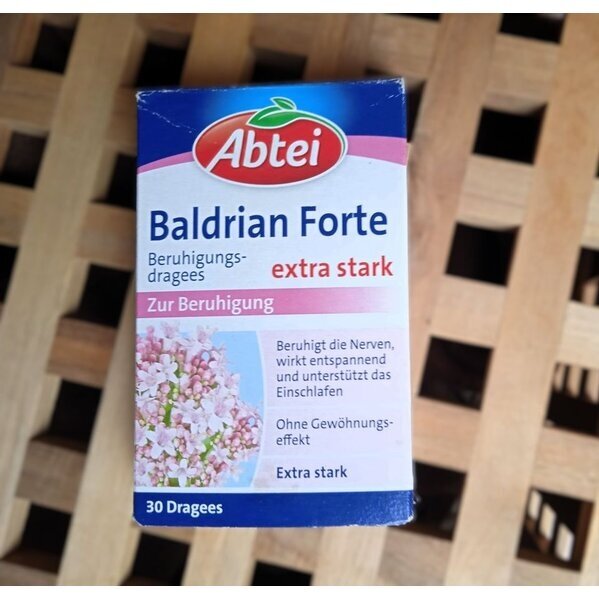 Abtei
Baldrian Forte
Beruhigungs-
dragees
extra stark
Zur Beruhigung
Beruhigt die Nerven,
wirkt entspannend
und unterstützt das
Einschlafen
Ohne Gewöhnungs-
effekt
Extra stark
30 Dragees